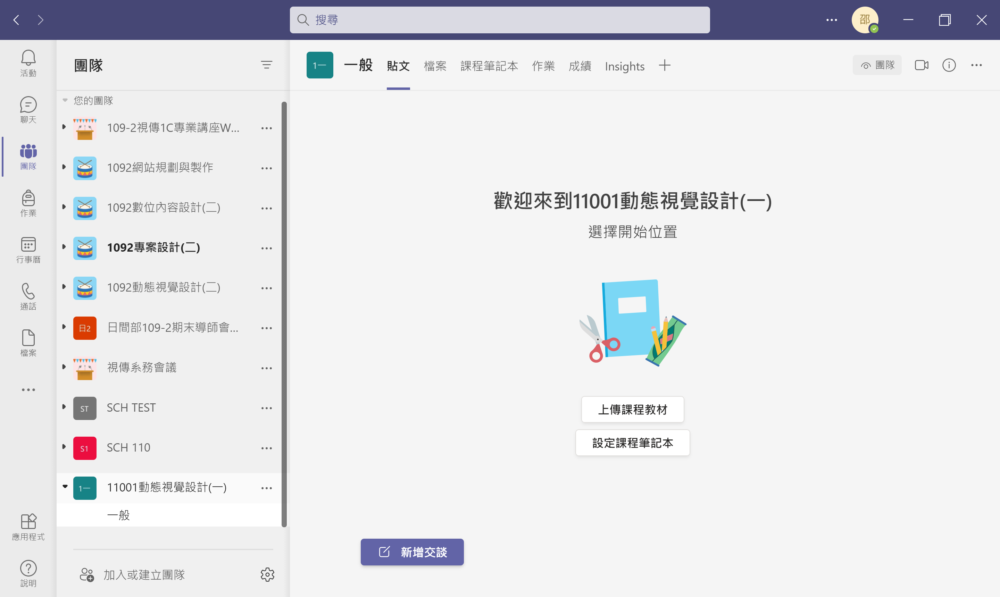 搜尋
邵
活動
聊天
團隊
作業
行事曆
通話
檔案
應用程式
說明
團隊
您的團隊
109-2視傳1C專業講座W...
1092網站規劃與製作
1092數位內容設計(二)
1092專案設計(二)
1092動態視覺設計(二)
日2
日間部109-2期末導師會...
視傳系務會議
ST
SCH TEST
S1
SCH 110
1一
11001動態視覺設計(一)
一般
加入或建立團隊
1一
一般 貼文 檔案 課程筆記本 作業 成績 Insights
團隊
歡迎來到11001動態視覺設計(一)
選擇開始位置
上傳課程教材
設定課程筆記本
新增交談